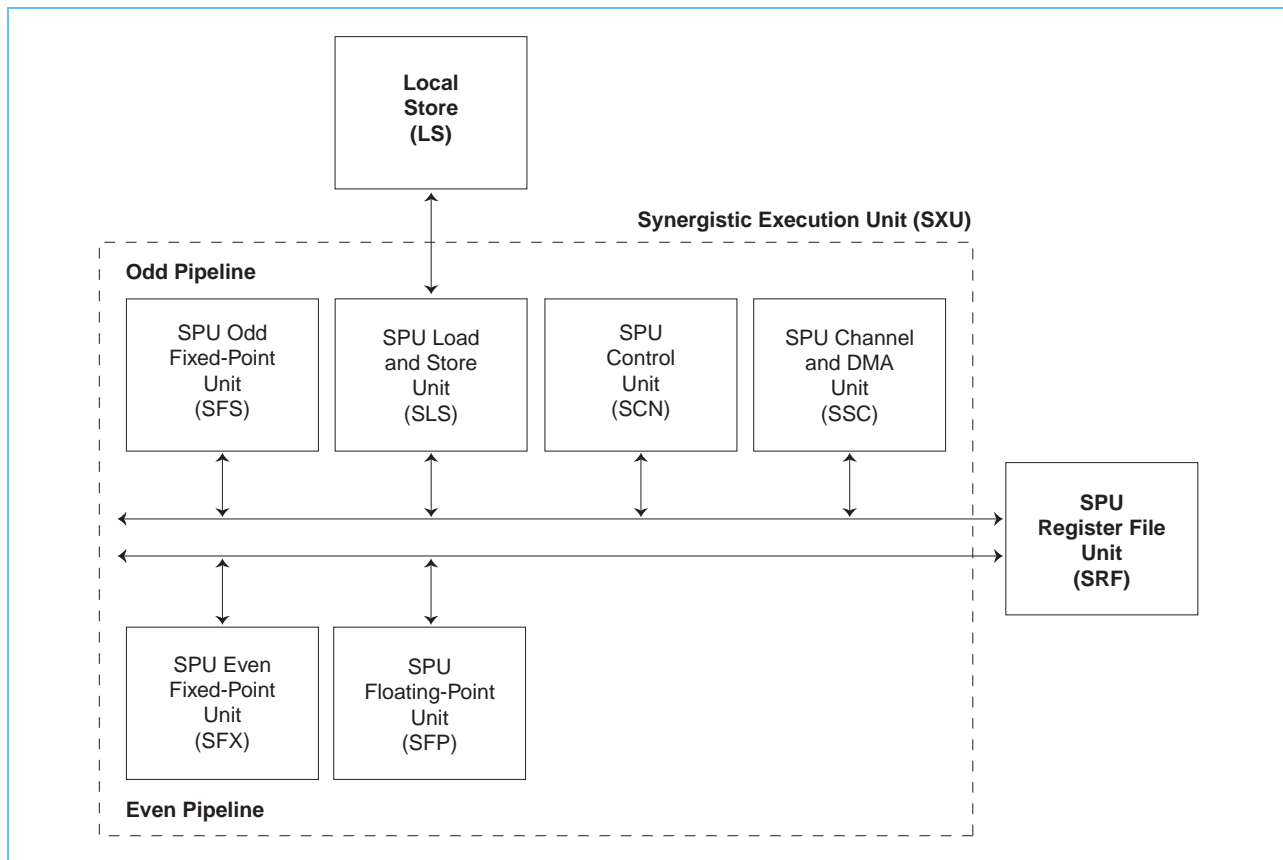 Local
Store
(LS)
Synergistic Execution Unit (SXU)
Odd Pipeline
SPU Odd
Fixed-Point
Unit
(SFS)
SPU Load
and Store
Unit
(SLS)
SPU
Control
Unit
(SCN)
SPU Channel
and DMA
Unit
(SSC)
SPU
Register File
Unit
(SRF)
SPU Even
Fixed-Point
Unit
(SFX)
SPU
Floating-Point
Unit
(SFP)
Even Pipeline